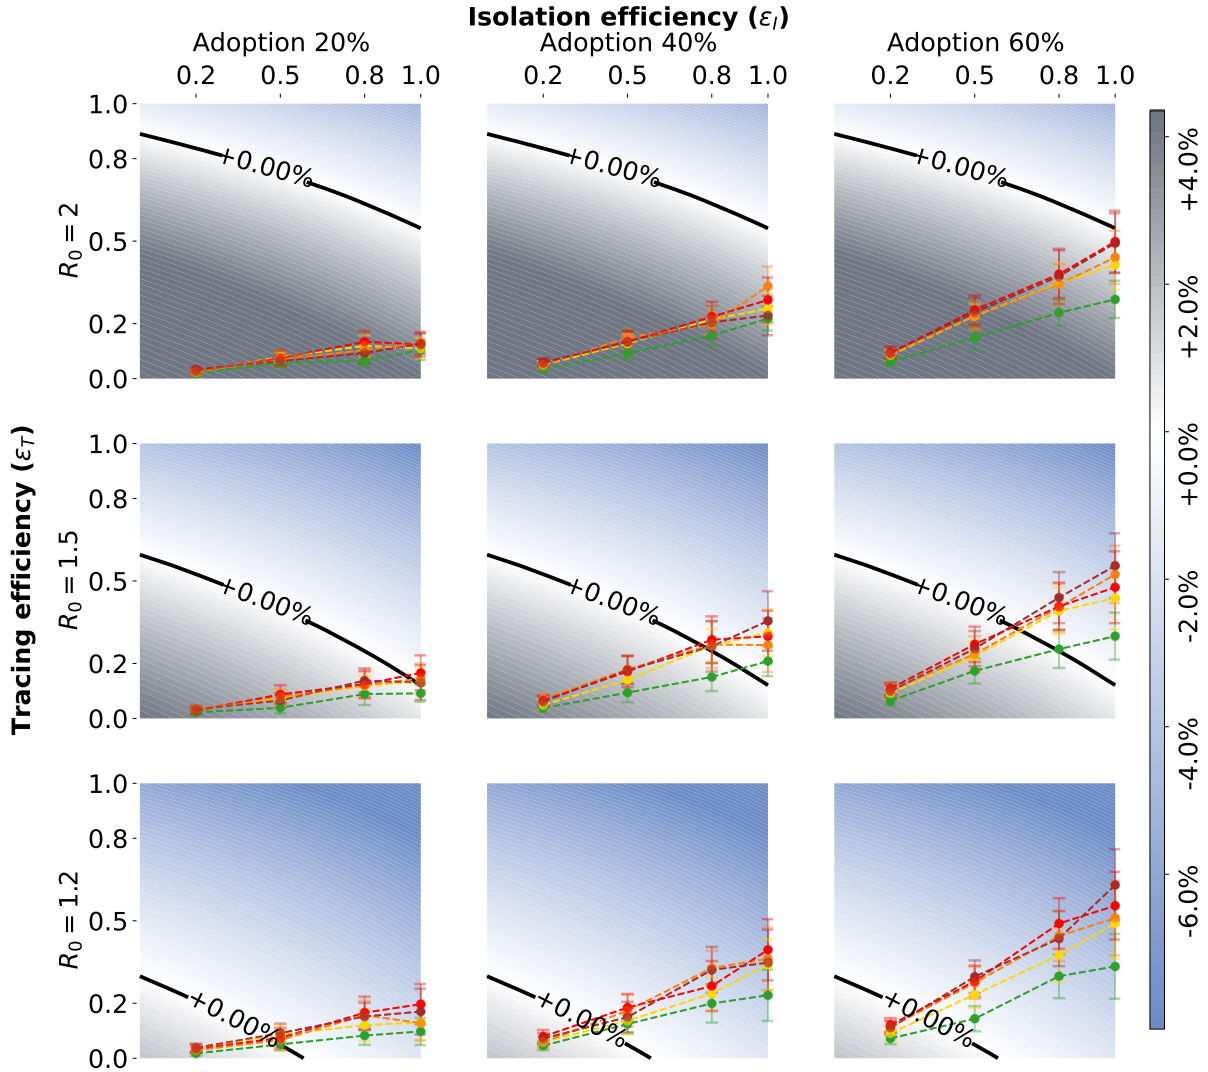 Isolation efficiency (ε_I)
Adoption 20% Adoption 40% Adoption 60%
0.2 0.5 0.8 1.0 0.2 0.5 0.8 1.0 0.2 0.5 0.8 1.0
Tracing efficiency (ε_T)
R_0 = 2
1.0
0.8
0.5
0.2
0.0
+0.00% +0.00% +0.00%
R_0 = 1.5
1.0
0.8
0.5
0.2
0.0
+0.00% +0.00% +0.00%
R_0 = 1.2
1.0
0.8
0.5
0.2
0.0
+0.00% +0.00% +0.00%
+4.0%
+2.0%
+0.0%
-2.0%
-4.0%
-6.0%